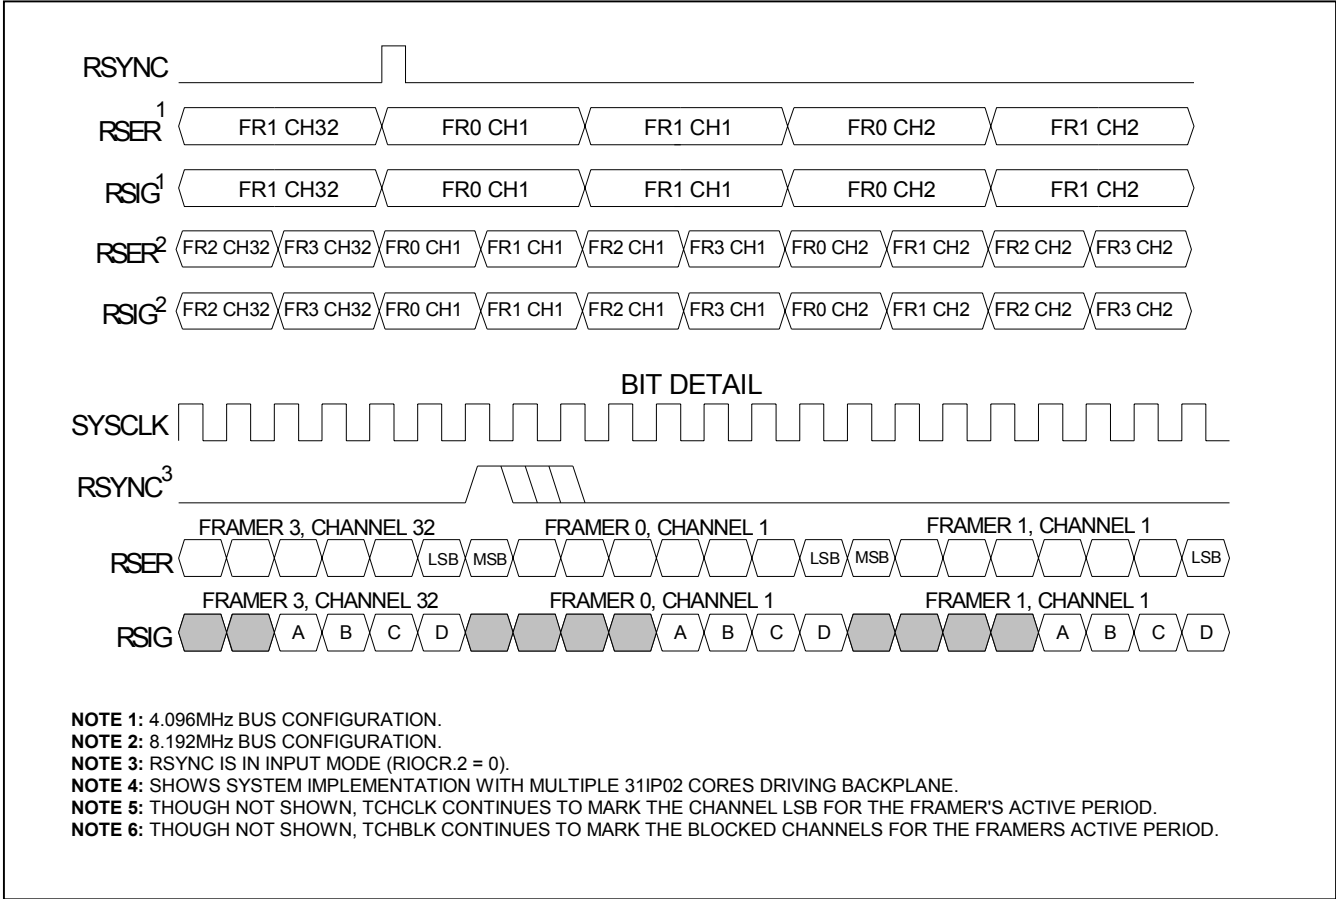 RSYNC
RSER1 FR1 CH32 FR0 CH1 FR1 CH1 FR0 CH2 FR1 CH2
RSIG1 FR1 CH32 FR0 CH1 FR1 CH1 FR0 CH2 FR1 CH2
RSER2 FR2 CH32 FR3 CH32 FR0 CH1 FR1 CH1 FR2 CH1 FR3 CH1 FR0 CH2 FR1 CH2 FR2 CH2 FR3 CH2
RSIG2 FR2 CH32 FR3 CH32 FR0 CH1 FR1 CH1 FR2 CH1 FR3 CH1 FR0 CH2 FR1 CH2 FR2 CH2 FR3 CH2
BIT DETAIL
SYSCLK
RSYNC3
FRAMER 3, CHANNEL 32 FRAMER 0, CHANNEL 1 FRAMER 1, CHANNEL 1
RSER LSB MSB LSB MSB LSB
FRAMER 3, CHANNEL 32 FRAMER 0, CHANNEL 1 FRAMER 1, CHANNEL 1
RSIG A B C D A B C D A B C D
NOTE 1: 4.096MHz BUS CONFIGURATION.
NOTE 2: 8.192MHz BUS CONFIGURATION.
NOTE 3: RSYNC IS IN INPUT MODE (RIOCR.2 = 0).
NOTE 4: SHOWS SYSTEM IMPLEMENTATION WITH MULTIPLE 31IP02 CORES DRIVING BACKPLANE.
NOTE 5: THOUGH NOT SHOWN, TCHCLK CONTINUES TO MARK THE CHANNEL LSB FOR THE FRAMER'S ACTIVE PERIOD.
NOTE 6: THOUGH NOT SHOWN, TCHBLK CONTINUES TO MARK THE BLOCKED CHANNELS FOR THE FRAMERS ACTIVE PERIOD.